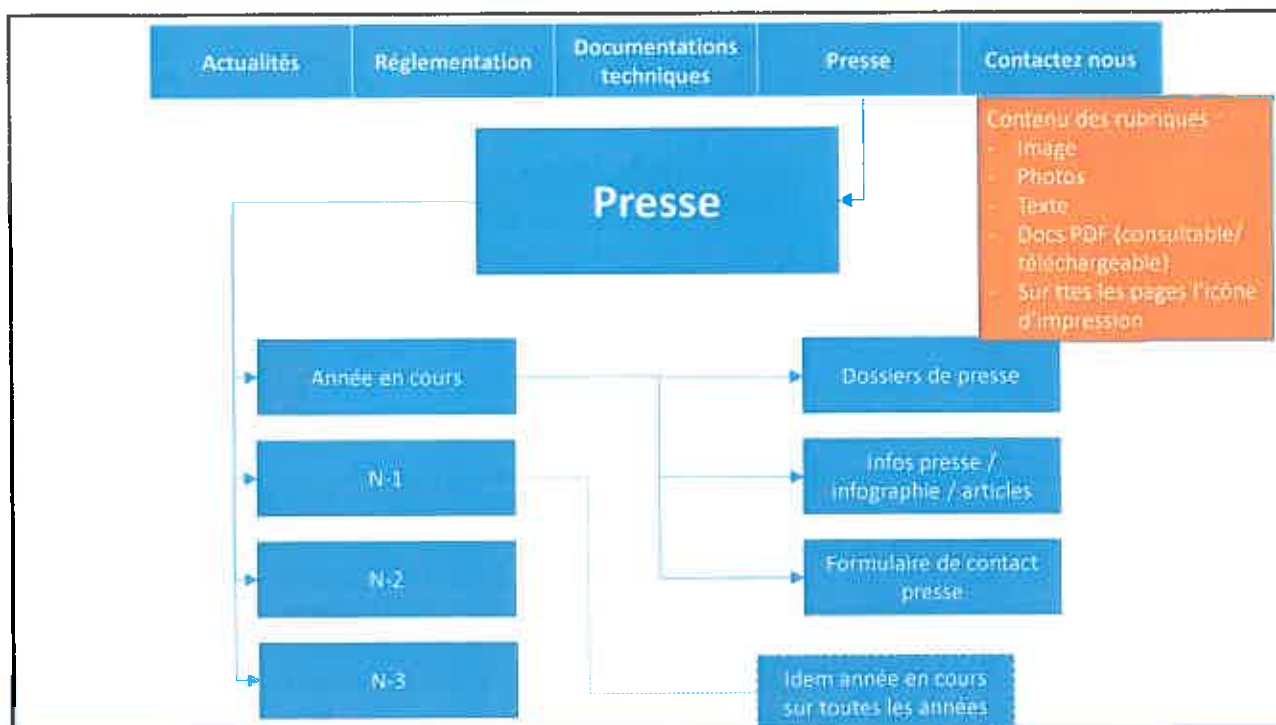 Actualités
Réglementation
Documentations
techniques
Presse
Contactez nous
Contenu des rubriques
- Image
- Photos
- Texte
- Docs PDF (consultable/
téléchargeable)
- Sur ttes les pages l'icône
d'impression
Presse
Année en cours
N-1
N-2
N-3
Dossiers de presse
Infos presse /
infographie / articles
Formulaire de contact
presse
Idem année en cours
sur toutes les années